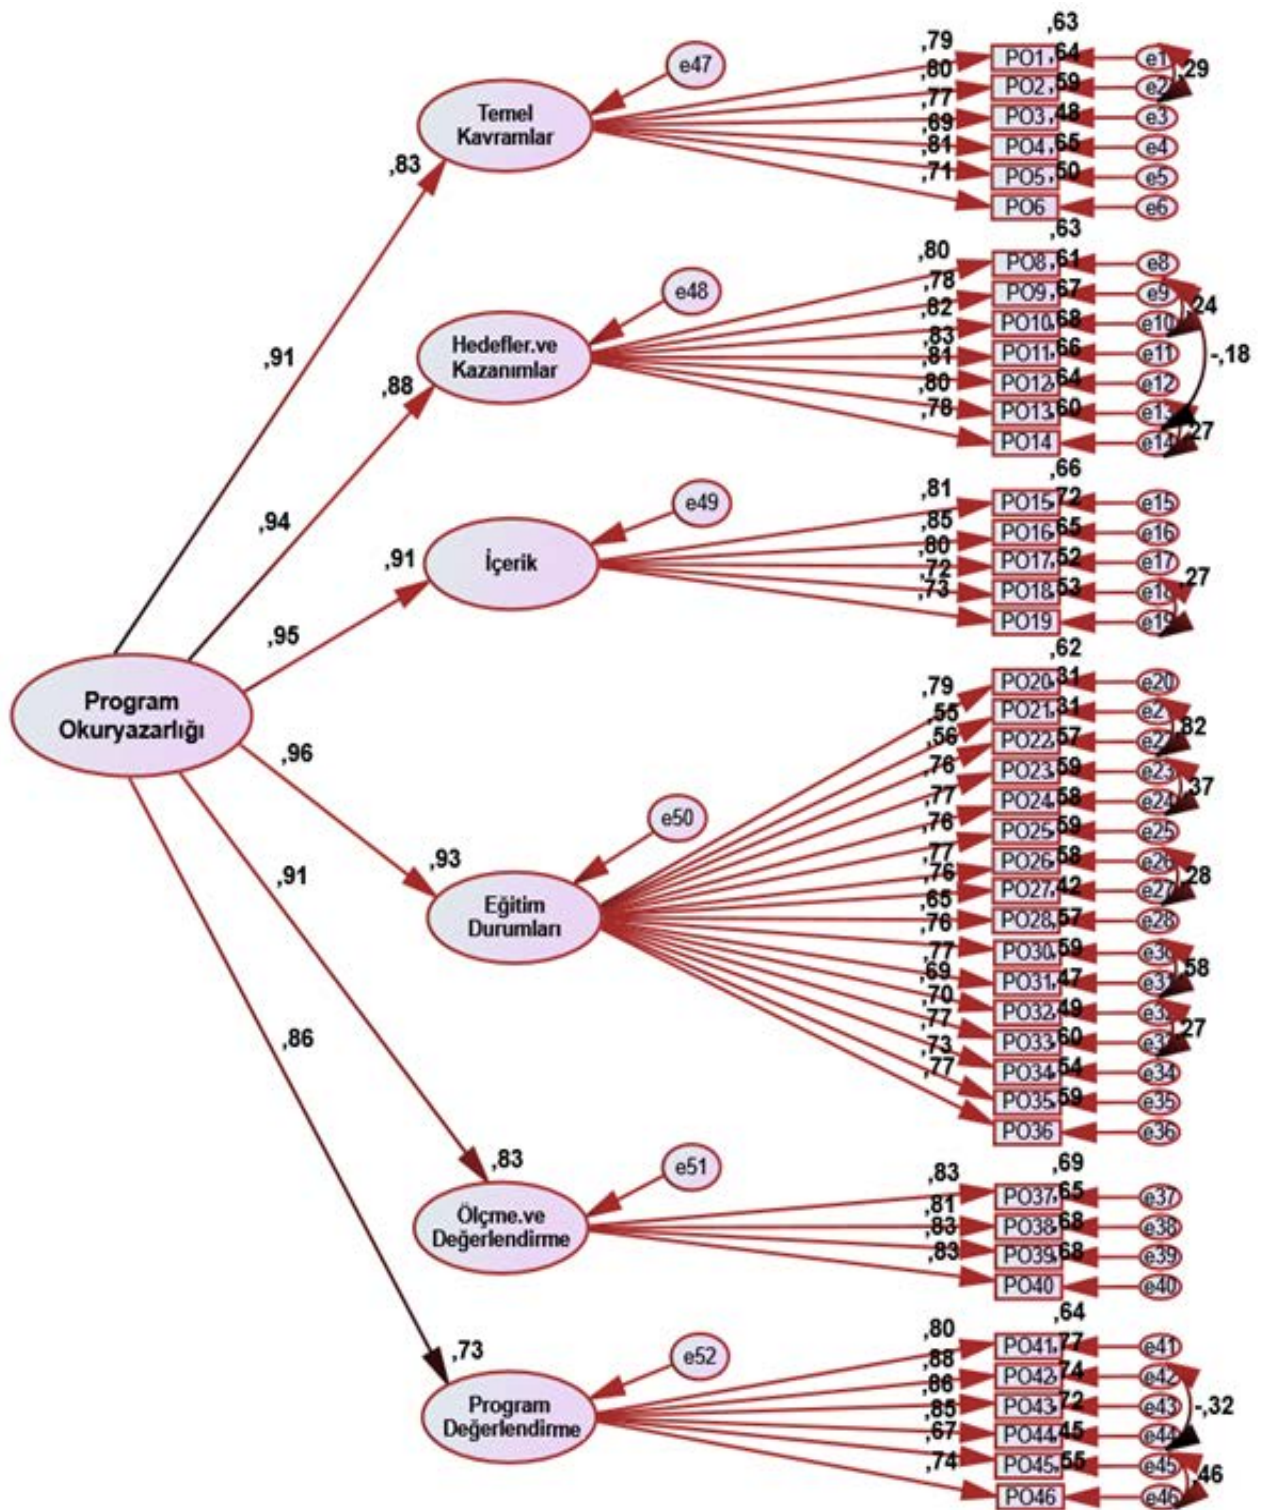 ,63
,79 PO1 ,64 e1
e47 ,80 PO2 ,59 e2 ,29
Temel ,77 PO3 ,48 e3
Kavramlar ,69 PO4 ,65 e4
,83 ,81 PO5 ,50 e5
,71 PO6 e6
,63
,80 PO8 ,61 e8
e48 ,78 PO9 ,67 e9
,82 PO10 ,68 e10 ,24
Hedefler.ve ,83 PO11 ,66 e11 -,18
Kazanımlar ,81 PO12 ,64 e12
,91 ,88 ,80 PO13 ,60 e13
,78 PO14 e14 ,27
,66
e49 ,81 PO15 ,72 e15
,94 ,85 PO16 ,65 e16
İçerik ,80 PO17 ,52 e17
,91 ,72 PO18 ,53 e18 ,27
,95 ,73 PO19 e19
,62
Program ,79 PO20 ,31 e20
Okuryazarlığı ,55 PO21 ,31
,96 ,56 PO22 ,57 ,82
,76 PO23 ,59 e23
e50 ,77 PO24 ,58 e24 ,37
,93 ,76 PO25 ,59 e25
,91 ,77 PO26 ,58 e26
Eğitim ,76 PO27 ,42 e27 ,28
Durumları ,65 PO28 ,57 e28
,76 PO30 ,59
,77 PO31 ,47 ,58
,69 PO32 ,49
,86 ,70 PO33 ,60 ,27
,77 PO34 ,54 e34
,73 PO35 ,59 e35
,77 PO36 e36
,83 e51 ,69
,83 PO37 ,65 e37
Ölçme.ve ,81 PO38 ,68 e38
Değerlendirme ,83 PO39 ,68 e39
,83 PO40 e40
,64
,73 e52 ,80 PO41 ,77 e41
,88 PO42 ,74 e42
Program ,86 PO43 ,72 e43 -,32
Değerlendirme ,85 PO44 ,45 e44
,67 PO45 ,55 e45 ,46
,74 PO46 e46